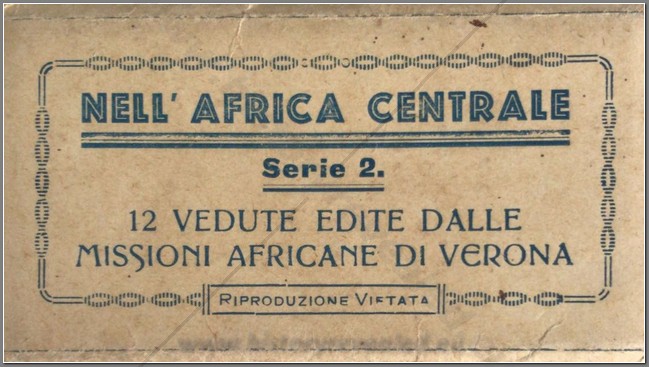 NELL' AFRICA CENTRALE
Serie 2.
12 VEDUTE EDITE DALLE
MISSIONI AFRICANE DI VERONA
RIPRODUZIONE VIETATA